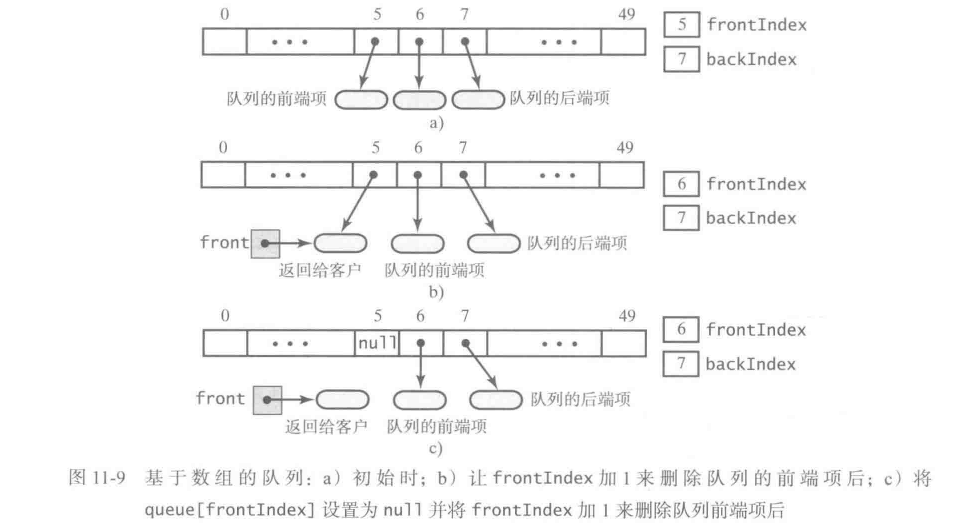 0 5 6 7 49
5 frontIndex
7 backIndex
队列的前端项 队列的后端项
a)
0 5 6 7 49
6 frontIndex
7 backIndex
front 队列的后端项
返回给客户 队列的前端项
b)
0 5 6 7 49
null
6 frontIndex
7 backIndex
front 队列的后端项
返回给客户 队列的前端项
c)
图 11-9 基于数组的队列：a）初始时；b）让 frontIndex 加 1 来删除队列的前端项后；c）将
queue[frontIndex] 设置为 null 并将 frontIndex 加 1 来删除队列前端项后